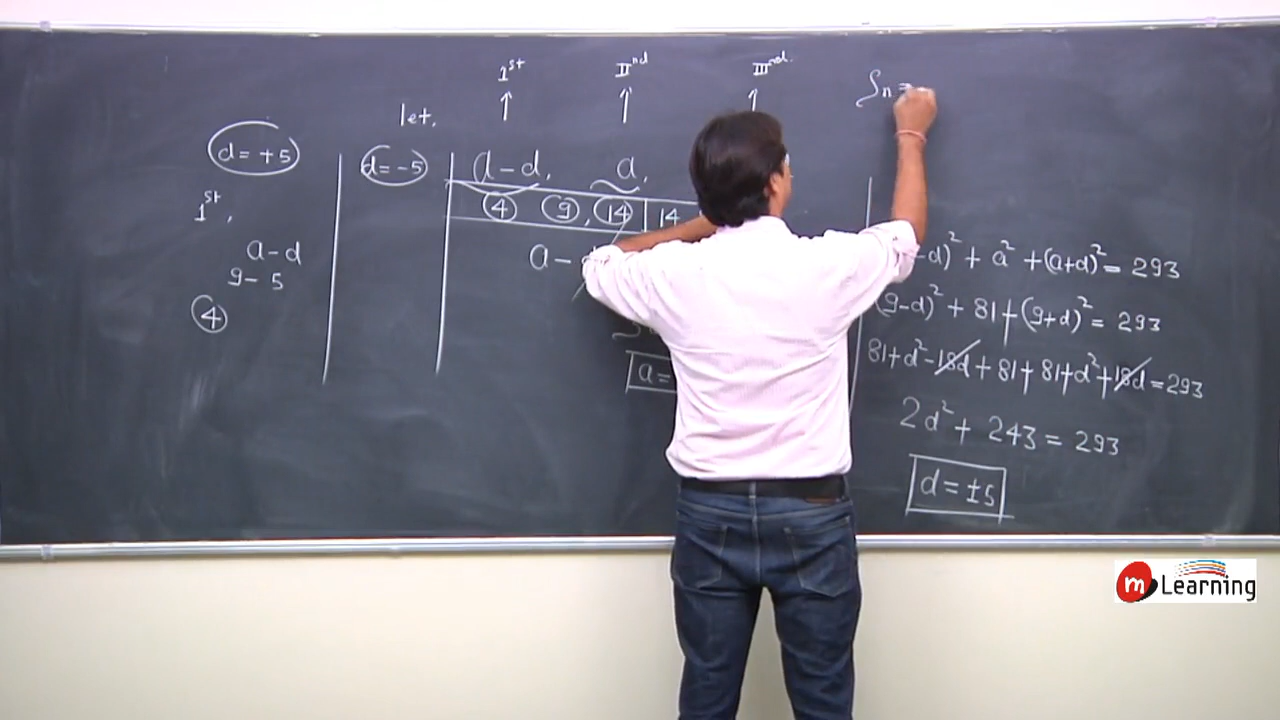 1st IInd IIIrd.
let,
Sn =
d = +5
d = -5
a - d, a,
1st,
4 9, 14 14
a - d
9 - 5
4
a -
a =
-d)² + a² + (a+d)² = 293
(9-d)² + 81 + (9+d)² = 293
81 + d² - 18d + 81 + 81 + d² + 18d = 293
2d² + 243 = 293
d = ±5
m Learning